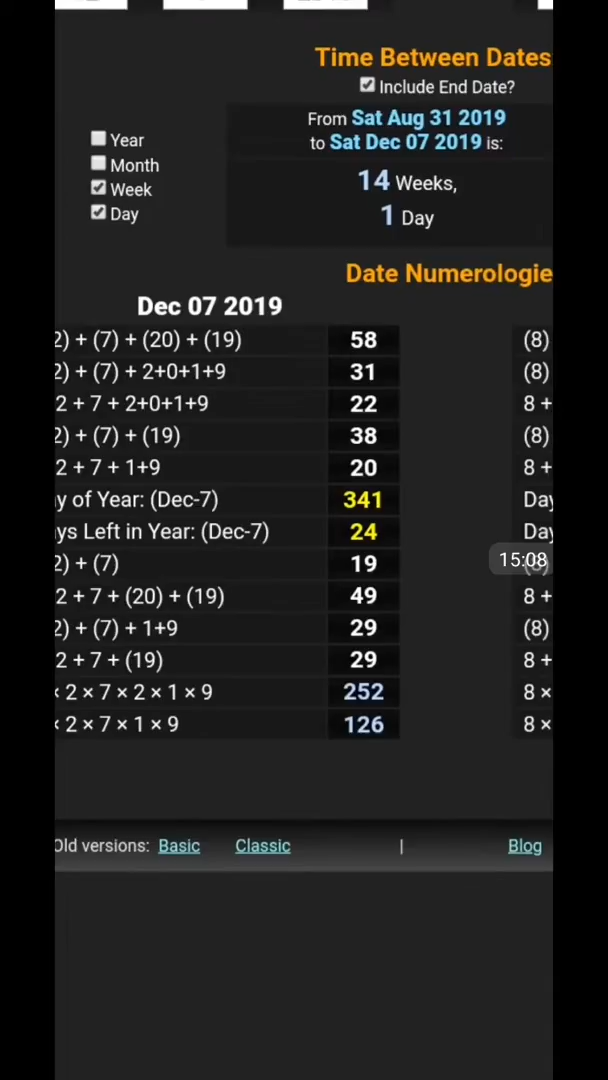 Time Between Dates
Include End Date?
From Sat Aug 31 2019
to Sat Dec 07 2019 is:
Year
Month
Week
Day
14 Weeks,
1 Day
Date Numerologie
Dec 07 2019
2) + (7) + (20) + (19) 58 (8)
2) + (7) + 2+0+1+9 31 (8)
2 + 7 + 2+0+1+9 22 8 +
2) + (7) + (19) 38 (8)
2 + 7 + 1+9 20 8 +
y of Year: (Dec-7) 341 Day
ys Left in Year: (Dec-7) 24 Day
2) + (7) 19
15:08
2 + 7 + (20) + (19) 49 8 +
2) + (7) + 1+9 29 (8)
2 + 7 + (19) 29 8 +
× 2 × 7 × 2 × 1 × 9 252 8 ×
× 2 × 7 × 1 × 9 126 8 ×
Old versions: Basic Classic | Blog